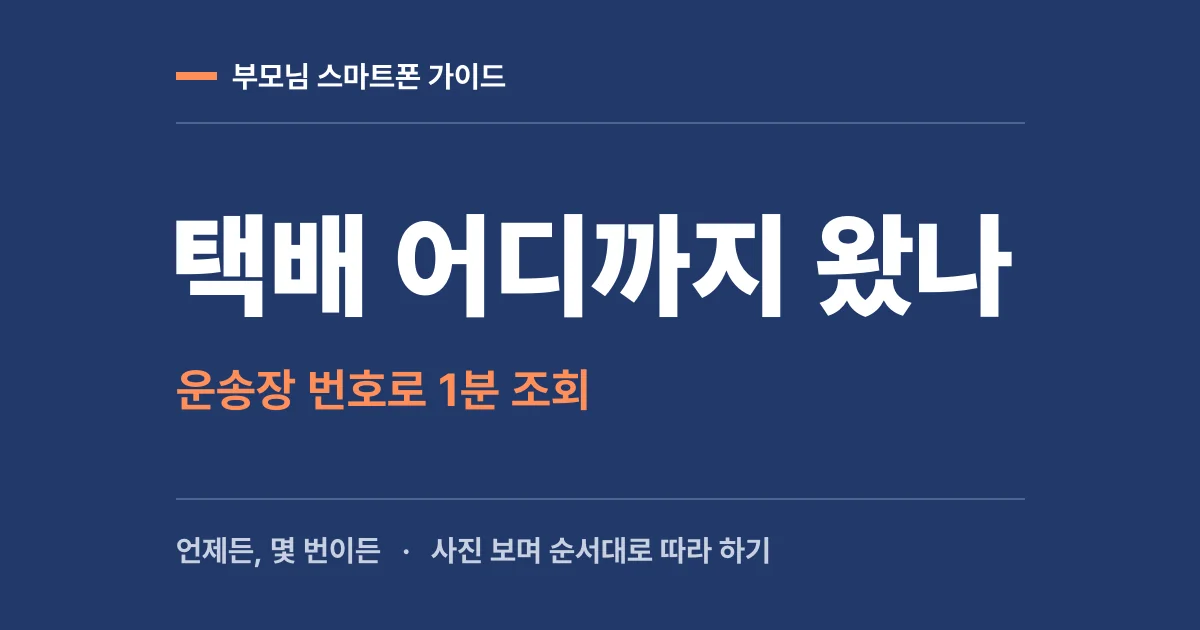 부모님 스마트폰 가이드
택배 어디까지 왔나
운송장 번호로 1분 조회
언제든, 몇 번이든 · 사진 보며 순서대로 따라 하기